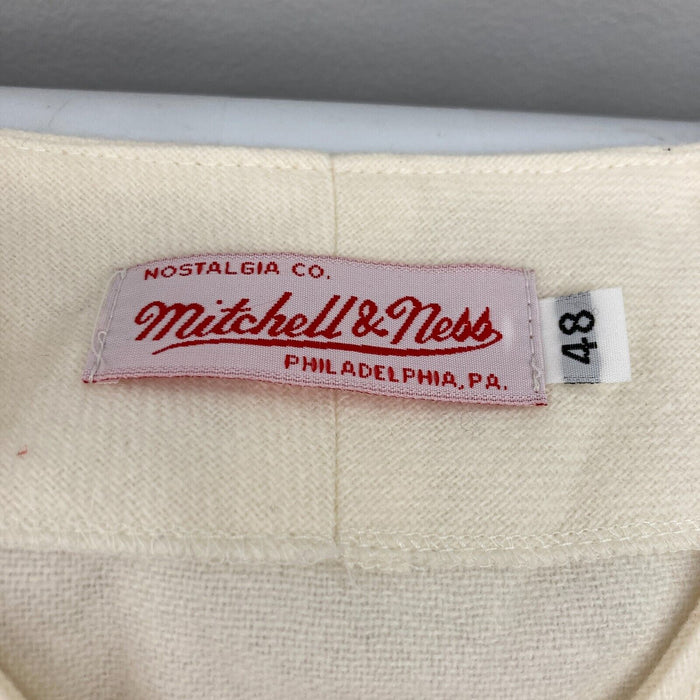 NOSTALGIA CO.
Mitchell & Ness
PHILADELPHIA, PA.
48